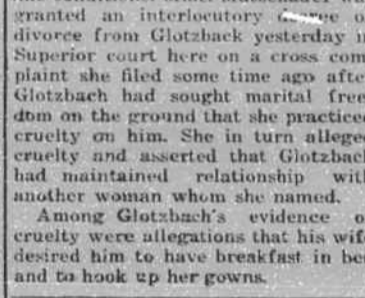 granted an interlocutory o
divorce from Glotzback yesterday i
Superior court here on a cross com
plaint she filed some time ago afte
Glotzbach had sought marital free
dom on the ground that she practice
cruelty on him. She in turn allege
cruelty and asserted that Glotzbac
had maintained relationship wit
another woman whom she named.
Among Glotzbach's evidence o
cruelty were allegations that his wif
desired him to have breakfast in be
and to hook up her gowns.